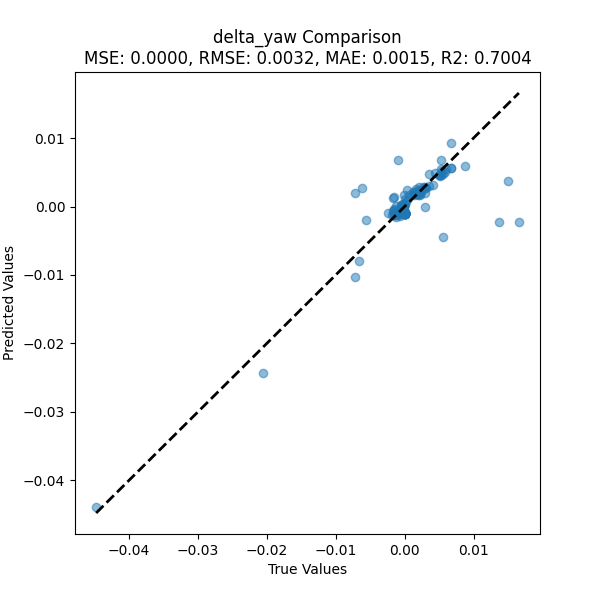 delta_yaw Comparison
MSE: 0.0000, RMSE: 0.0032, MAE: 0.0015, R2: 0.7004
Predicted Values
0.01
0.00
−0.01
−0.02
−0.03
−0.04
−0.04 −0.03 −0.02 −0.01 0.00 0.01
True Values